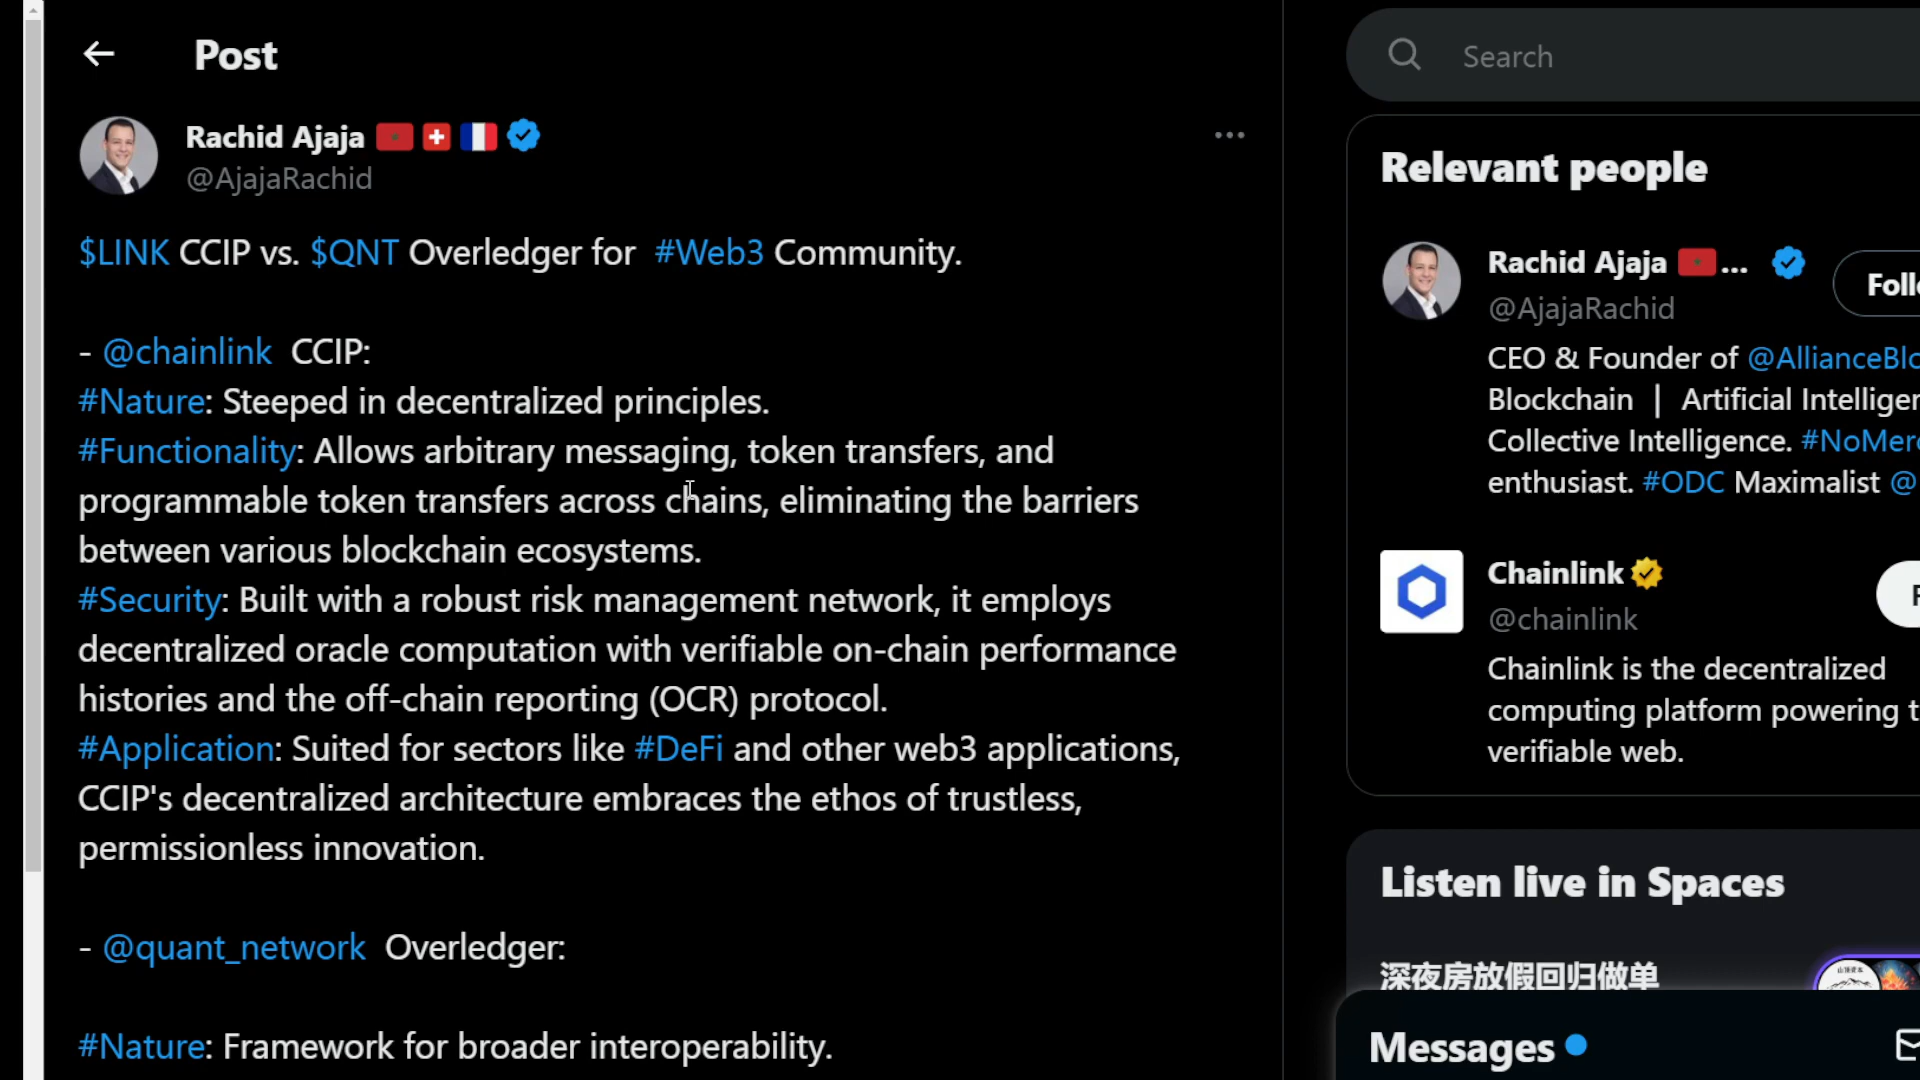 Post
Rachid Ajaja
@AjajaRachid
$LINK CCIP vs. $QNT Overledger for #Web3 Community.
- @chainlink CCIP:
#Nature: Steeped in decentralized principles.
#Functionality: Allows arbitrary messaging, token transfers, and
programmable token transfers across chains, eliminating the barriers
between various blockchain ecosystems.
#Security: Built with a robust risk management network, it employs
decentralized oracle computation with verifiable on-chain performance
histories and the off-chain reporting (OCR) protocol.
#Application: Suited for sectors like #DeFi and other web3 applications,
CCIP's decentralized architecture embraces the ethos of trustless,
permissionless innovation.
- @quant_network Overledger:
#Nature: Framework for broader interoperability.
Search
Relevant people
Rachid Ajaja ...
@AjajaRachid
Foll
CEO & Founder of @AllianceBlo
Blockchain | Artificial Intelliger
Collective Intelligence. #NoMer
enthusiast. #ODC Maximalist @
Chainlink
@chainlink
F
Chainlink is the decentralized
computing platform powering t
verifiable web.
Listen live in Spaces
深夜房放假回归做单
Messages